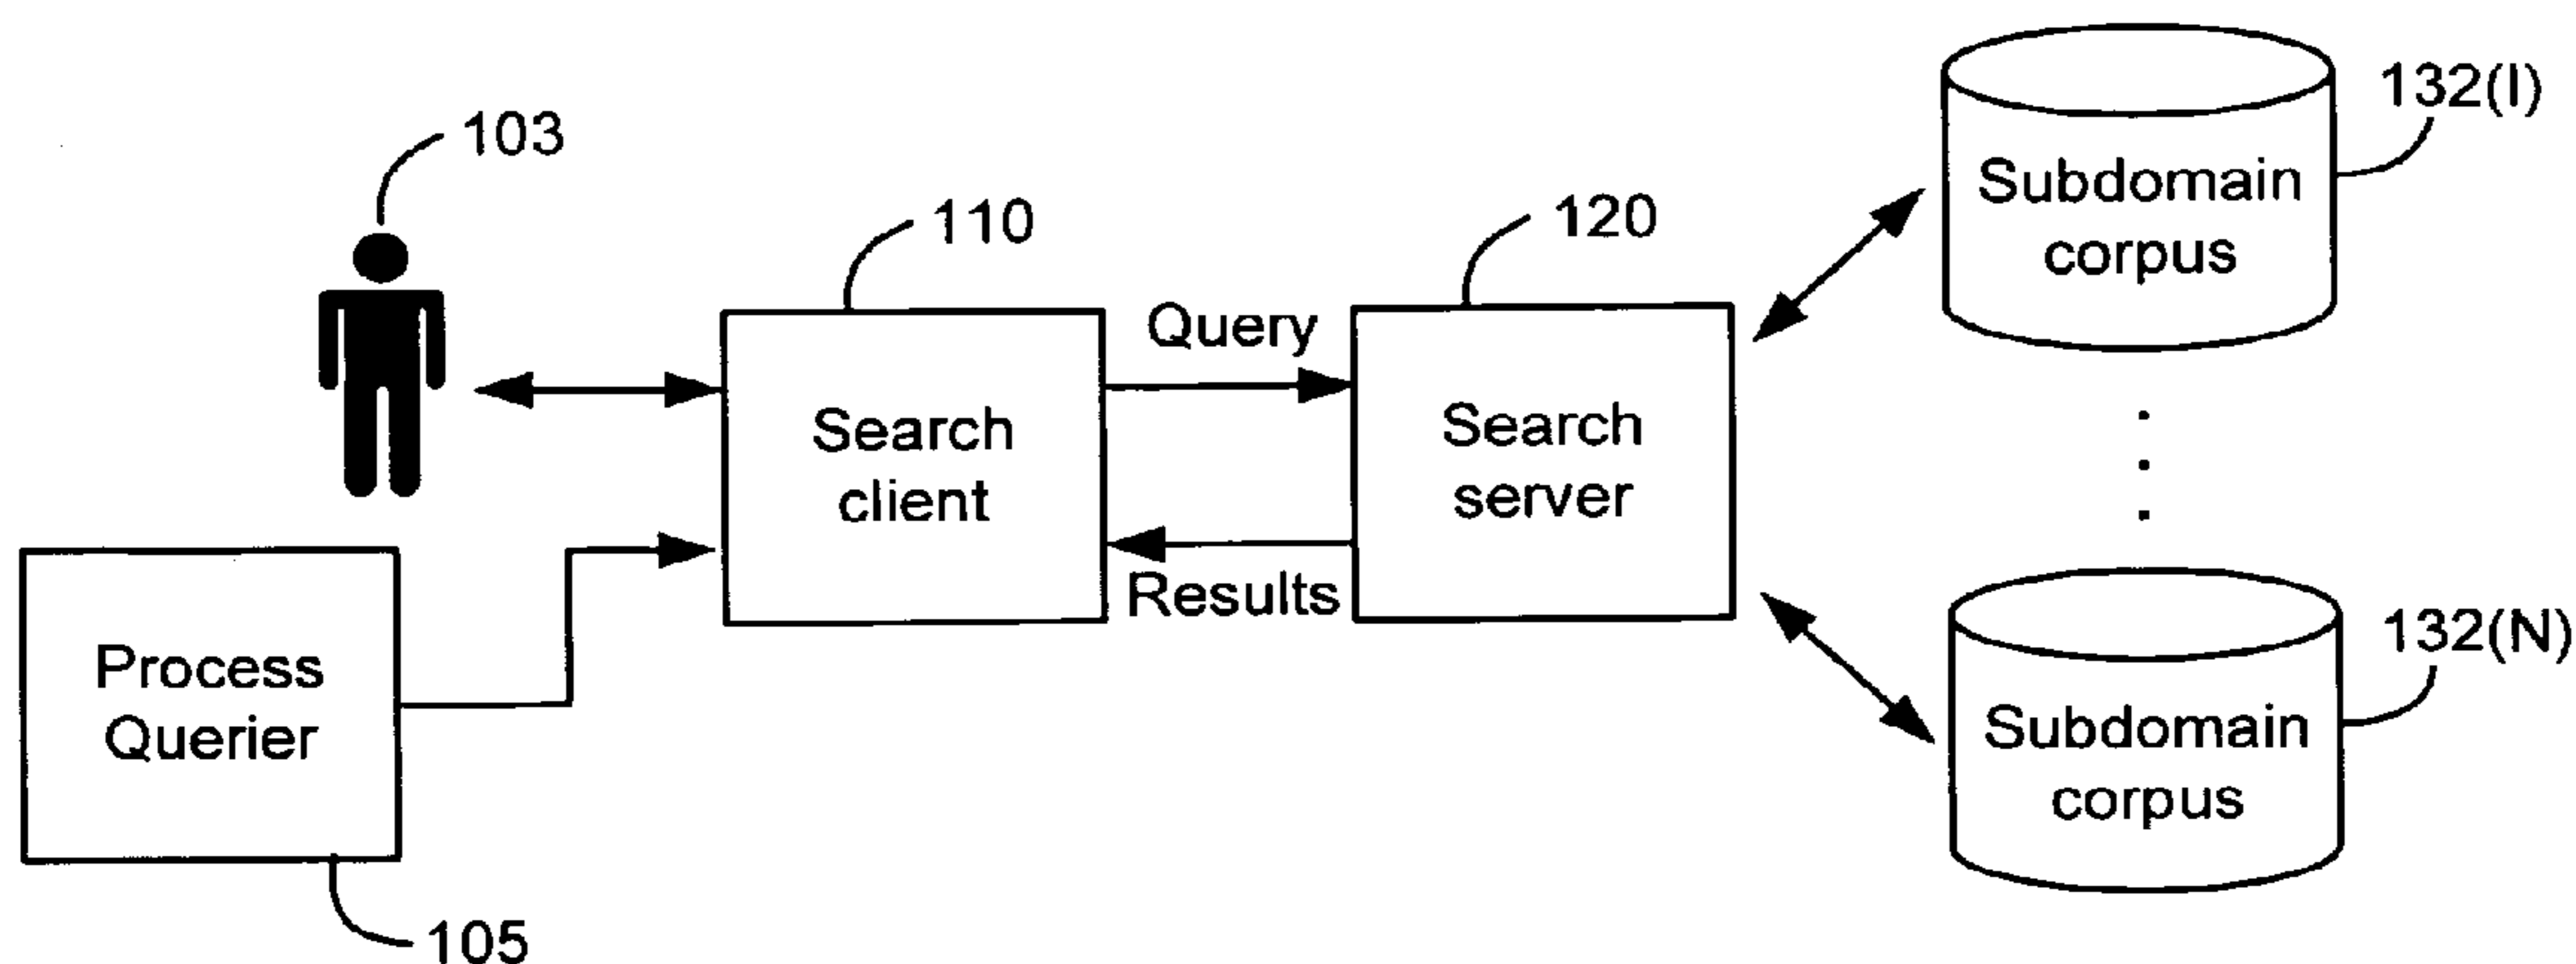 103
110
120
132(I)
Subdomain
corpus
Query
Search
client
Search
server
Results
Process
Querier
105
132(N)
Subdomain
corpus